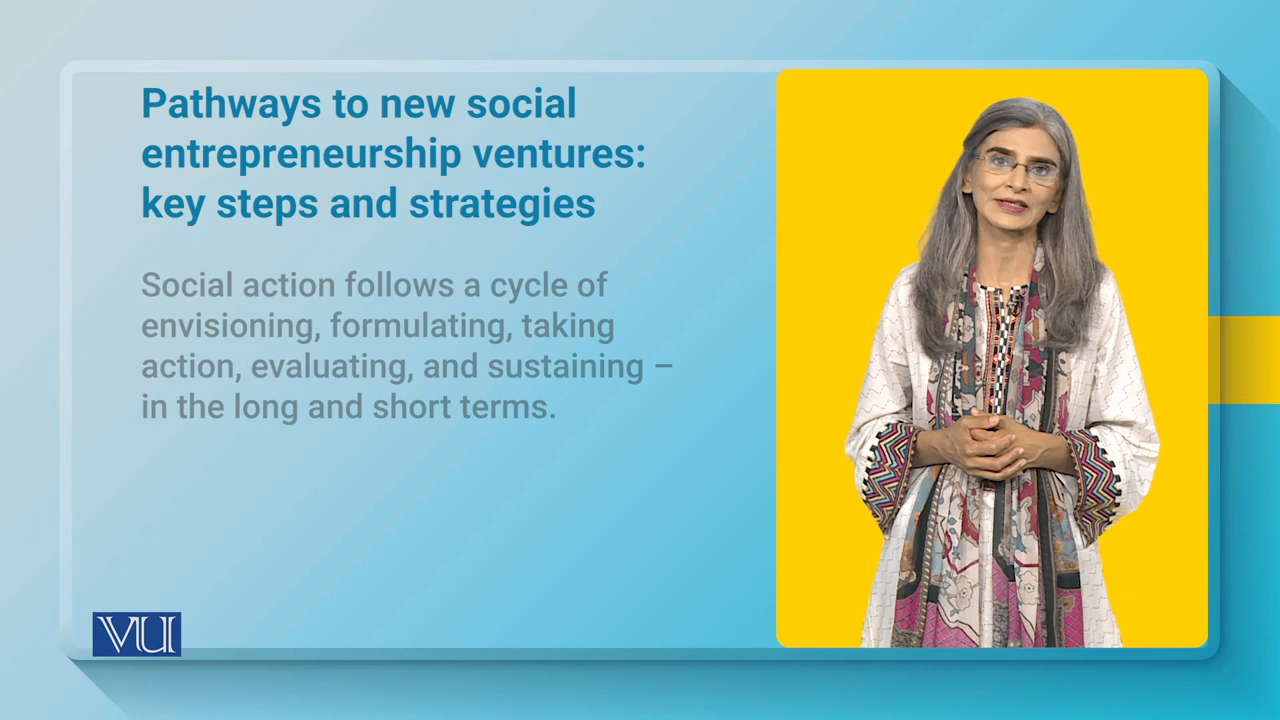 Pathways to new social
entrepreneurship ventures:
key steps and strategies
Social action follows a cycle of
envisioning, formulating, taking
action, evaluating, and sustaining –
in the long and short terms.
VU